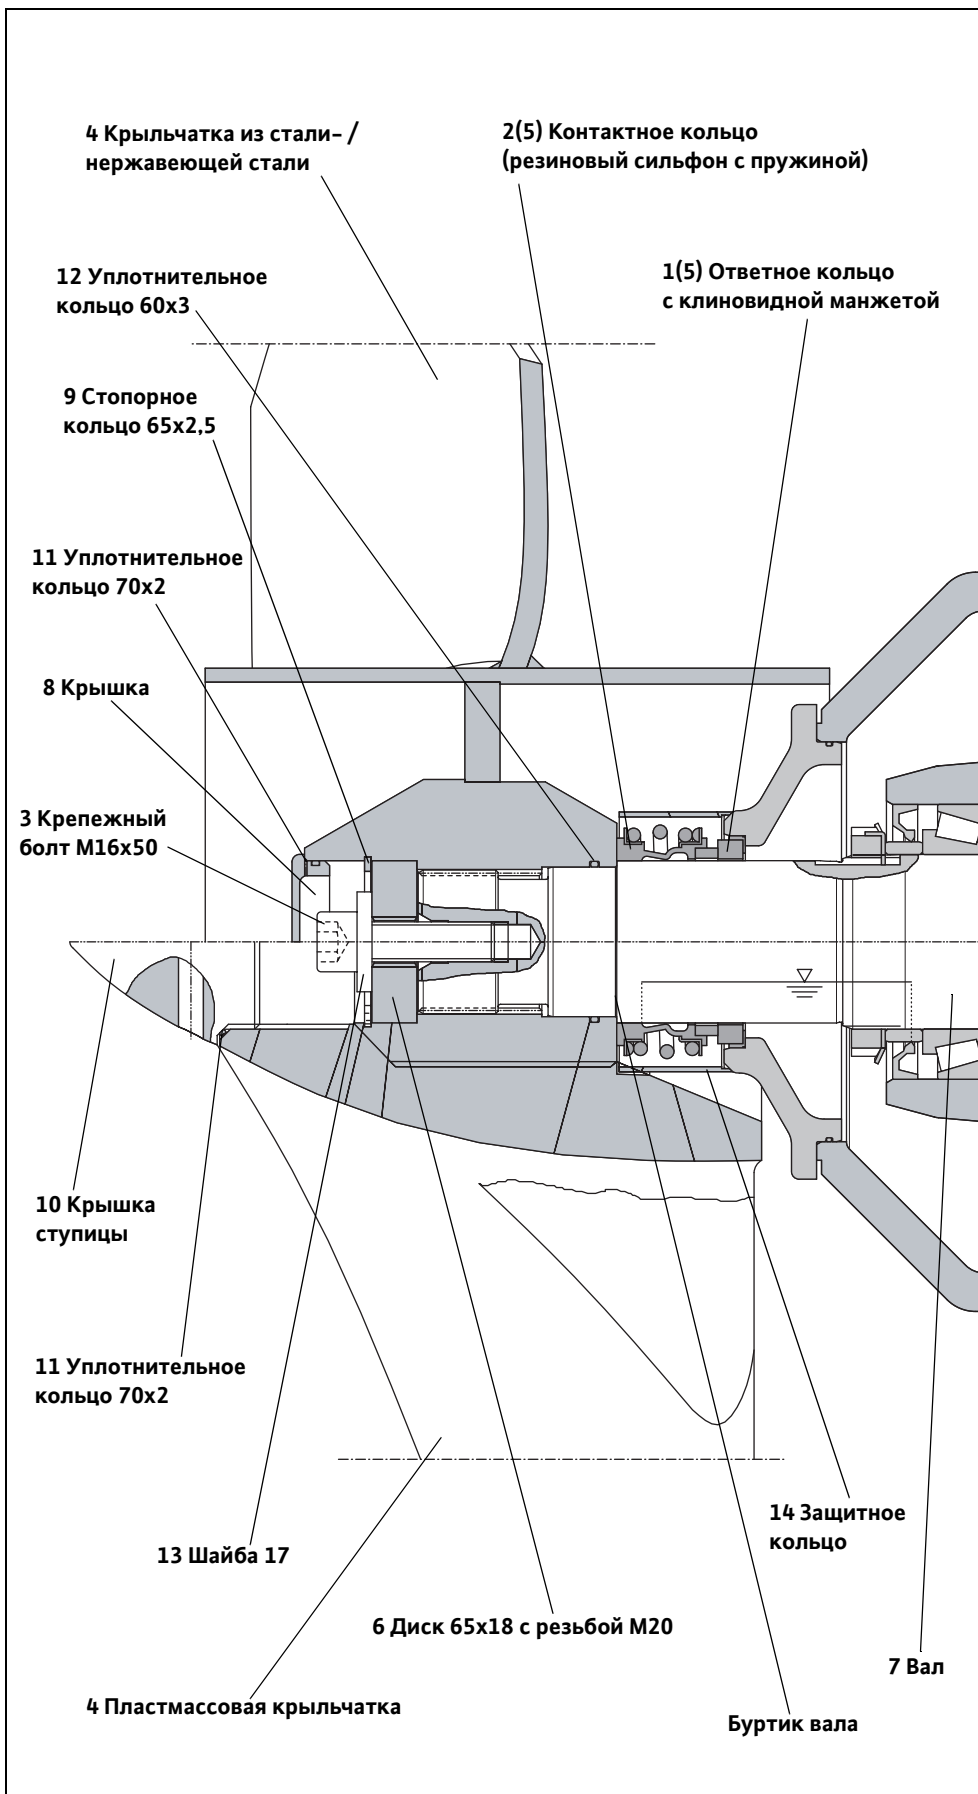 4 Крыльчатка из стали- /
нержавеющей стали
2(5) Контактное кольцо
(резиновый сильфон с пружиной)
12 Уплотнительное
кольцо 60x3
1(5) Ответное кольцо
с клиновидной манжетой
9 Стопорное
кольцо 65x2,5
11 Уплотнительное
кольцо 70x2
8 Крышка
3 Крепежный
болт M16x50
10 Крышка
ступицы
11 Уплотнительное
кольцо 70x2
14 Защитное
кольцо
13 Шайба 17
6 Диск 65x18 с резьбой M20
7 Вал
4 Пластмассовая крыльчатка
Буртик вала